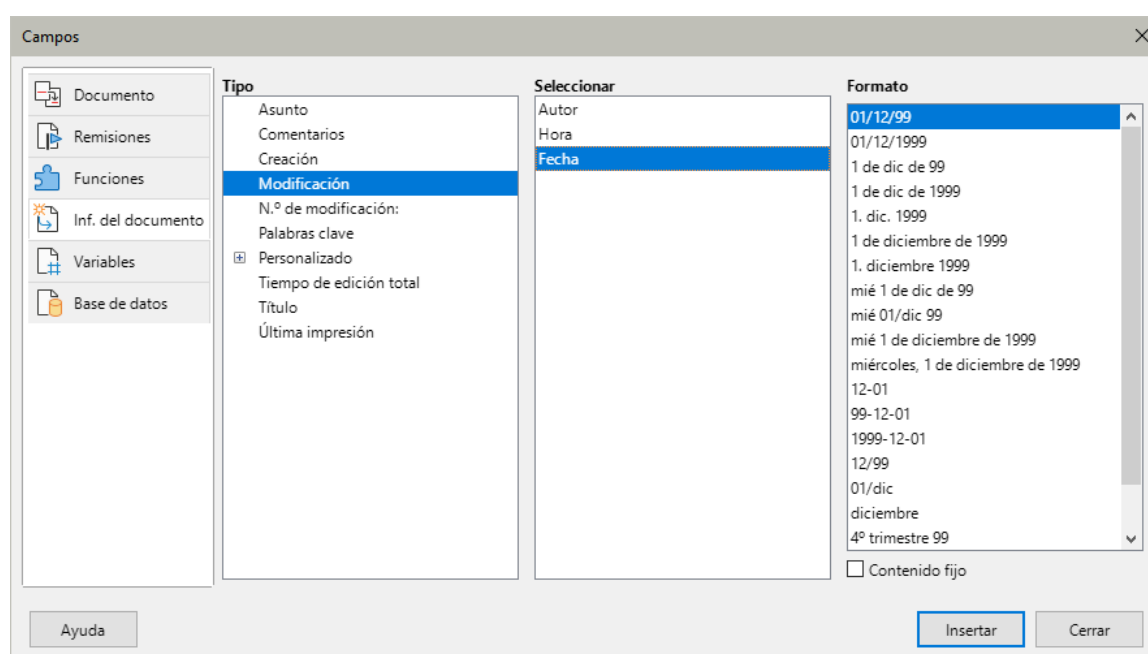 Campos
Documento
Remisiones
Funciones
Inf. del documento
Variables
Base de datos
Tipo
Asunto
Comentarios
Creación
Modificación
N.º de modificación:
Palabras clave
Personalizado
Tiempo de edición total
Título
Última impresión
Seleccionar
Autor
Hora
Fecha
Formato
01/12/99
01/12/1999
1 de dic de 99
1 de dic de 1999
1. dic. 1999
1 de diciembre de 1999
1. diciembre 1999
mié 1 de dic de 99
mié 01/dic 99
mié 1 de diciembre de 1999
miércoles, 1 de diciembre de 1999
12-01
99-12-01
1999-12-01
12/99
01/dic
diciembre
4º trimestre 99
Contenido fijo
Ayuda
Insertar
Cerrar